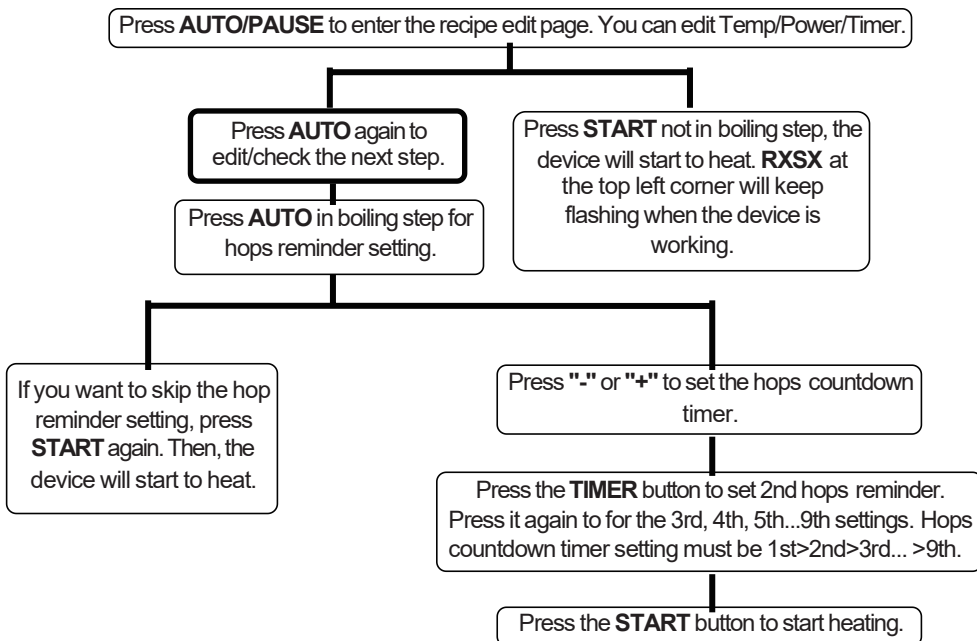 Press AUTO/PAUSE to enter the recipe edit page. You can edit Temp/Power/Timer.
Press AUTO again to
edit/check the next step.
Press START not in boiling step, the
device will start to heat. RXSX at
the top left corner will keep
flashing when the device is
working.
Press AUTO in boiling step for
hops reminder setting.
If you want to skip the hop
reminder setting, press
START again. Then, the
device will start to heat.
Press "-" or "+" to set the hops countdown
timer.
Press the TIMER button to set 2nd hops reminder.
Press it again to for the 3rd, 4th, 5th...9th settings. Hops
countdown timer setting must be 1st>2nd>3rd... >9th.
Press the START button to start heating.